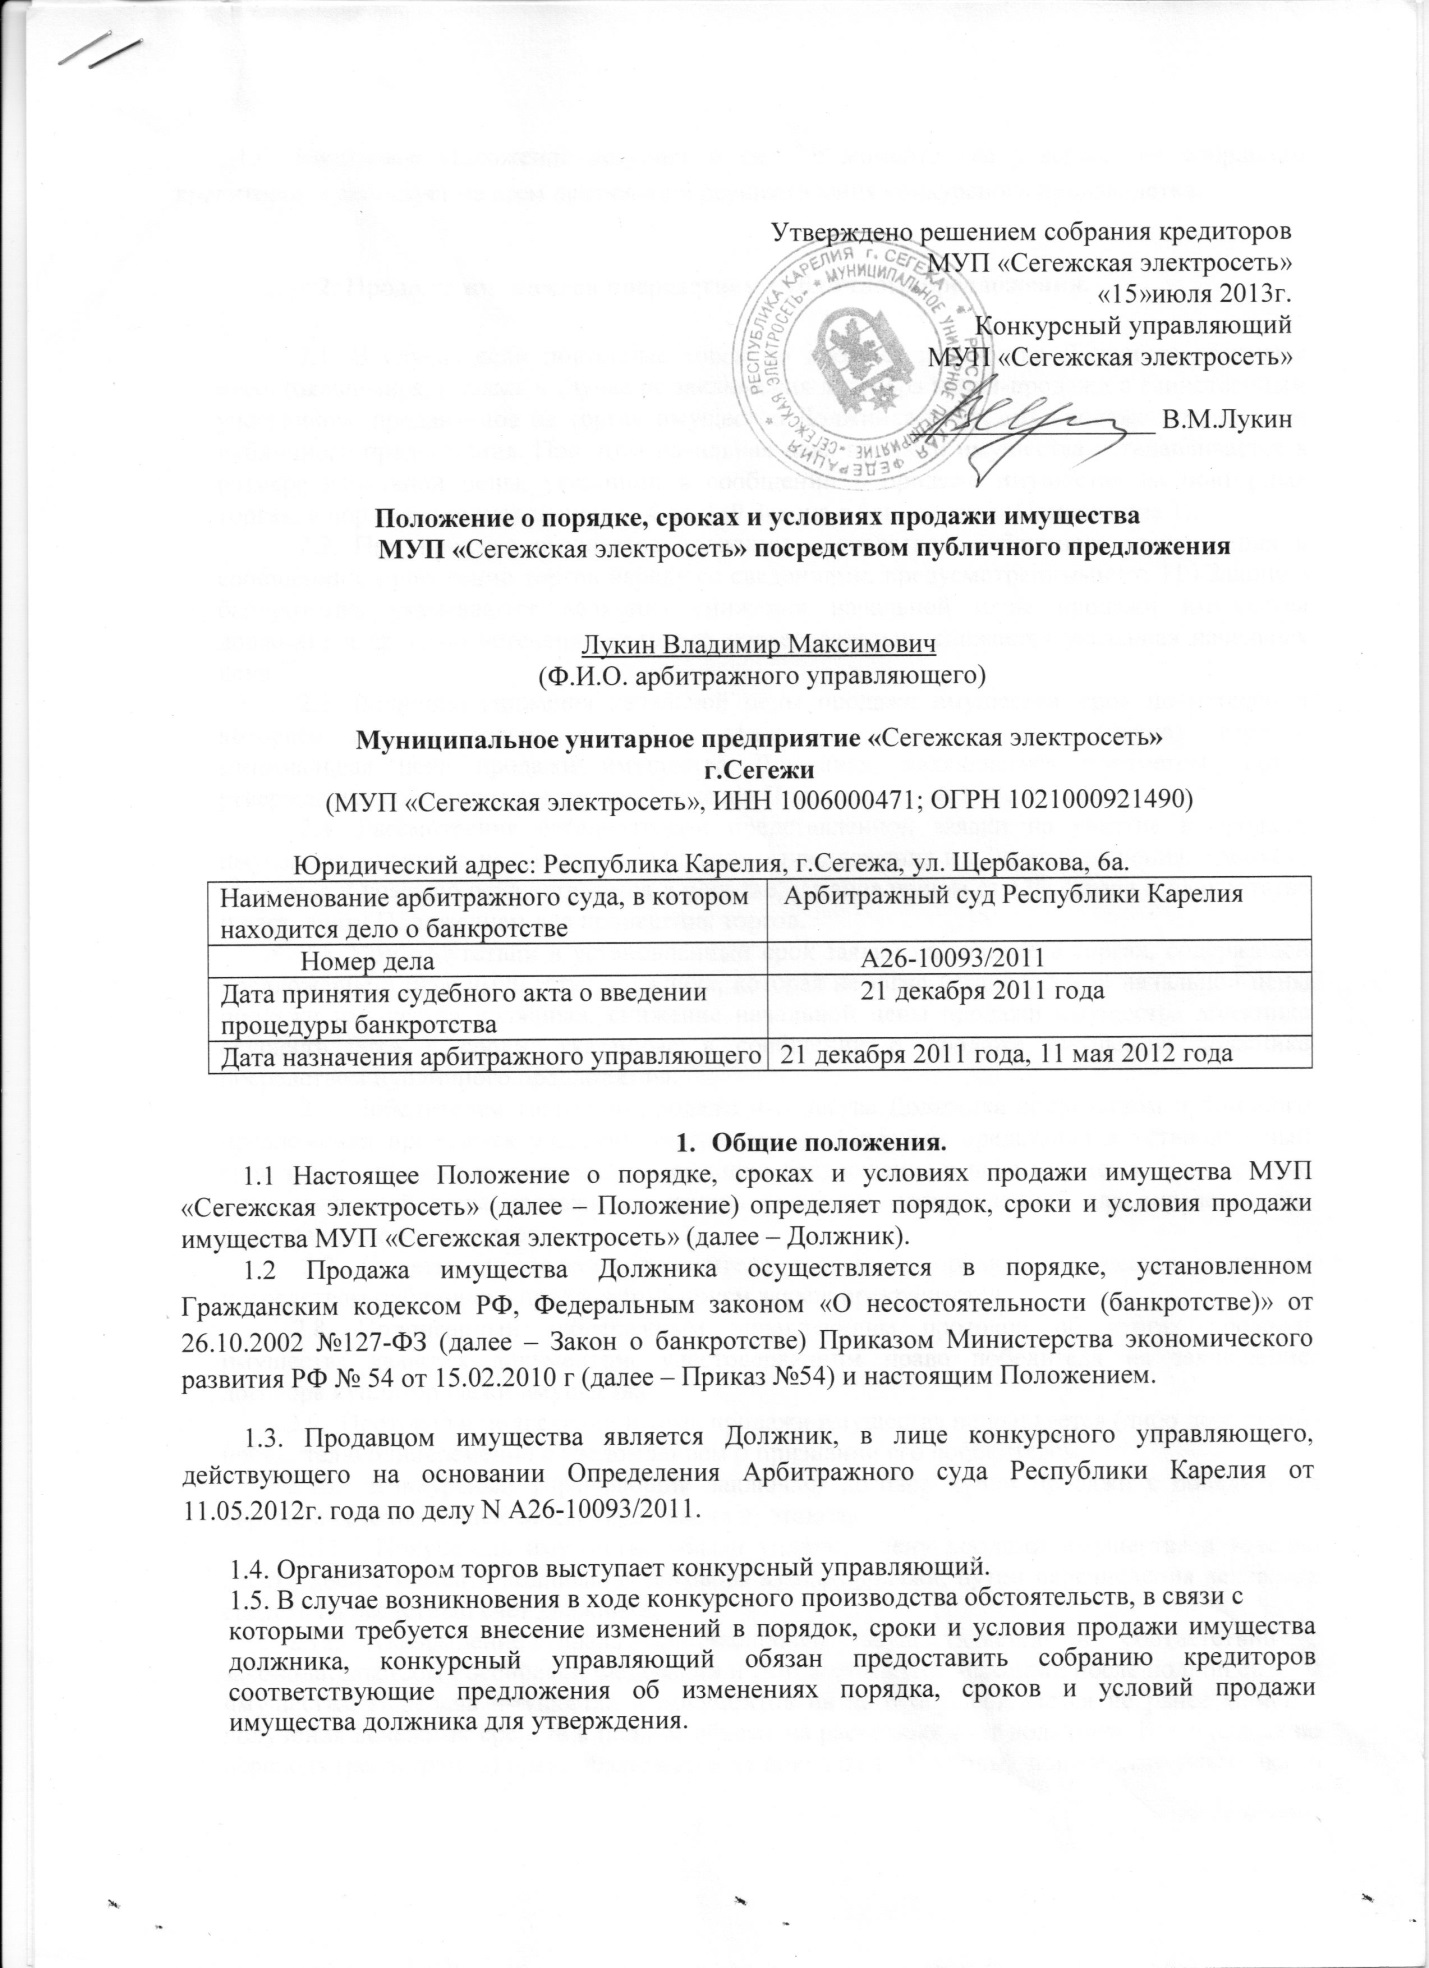 Утверждено решением собрания кредиторов
МУП «Сегежская электросеть»
«15»июля 2013г.
Конкурсный управляющий
МУП «Сегежская электросеть»
В.М.Лукин
РОССИЙСКАЯ ФЕДЕРАЦИЯ * РЕСПУБЛИКА КАРЕЛИЯ г. СЕГЕЖА *
* МУНИЦИПАЛЬНОЕ УНИТАРНОЕ ПРЕДПРИЯТИЕ «СЕГЕЖСКАЯ ЭЛЕКТРОСЕТЬ»
Положение о порядке, сроках и условиях продажи имущества
МУП «Сегежская электросеть» посредством публичного предложения
Лукин Владимир Максимович
(Ф.И.О. арбитражного управляющего)
Муниципальное унитарное предприятие «Сегежская электросеть»
г.Сегежи
(МУП «Сегежская электросеть», ИНН 1006000471; ОГРН 1021000921490)
Юридический адрес: Республика Карелия, г.Сегежа, ул. Щербакова, 6а.
Наименование арбитражного суда, в котором Арбитражный суд Республики Карелия
находится дело о банкротстве
Номер дела А26-10093/2011
Дата принятия судебного акта о введении 21 декабря 2011 года
процедуры банкротства
Дата назначения арбитражного управляющего 21 декабря 2011 года, 11 мая 2012 года
1. Общие положения.
1.1 Настоящее Положение о порядке, сроках и условиях продажи имущества МУП
«Сегежская электросеть» (далее – Положение) определяет порядок, сроки и условия продажи
имущества МУП «Сегежская электросеть» (далее – Должник).
1.2 Продажа имущества Должника осуществляется в порядке, установленном
Гражданским кодексом РФ, Федеральным законом «О несостоятельности (банкротстве)» от
26.10.2002 №127-ФЗ (далее – Закон о банкротстве) Приказом Министерства экономического
развития РФ № 54 от 15.02.2010 г (далее – Приказ №54) и настоящим Положением.
1.3. Продавцом имущества является Должник, в лице конкурсного управляющего,
действующего на основании Определения Арбитражного суда Республики Карелия от
11.05.2012г. года по делу N А26-10093/2011.
1.4. Организатором торгов выступает конкурсный управляющий.
1.5. В случае возникновения в ходе конкурсного производства обстоятельств, в связи с
которыми требуется внесение изменений в порядок, сроки и условия продажи имущества
должника, конкурсный управляющий обязан предоставить собранию кредиторов
соответствующие предложения об изменениях порядка, сроков и условий продажи
имущества должника для утверждения.